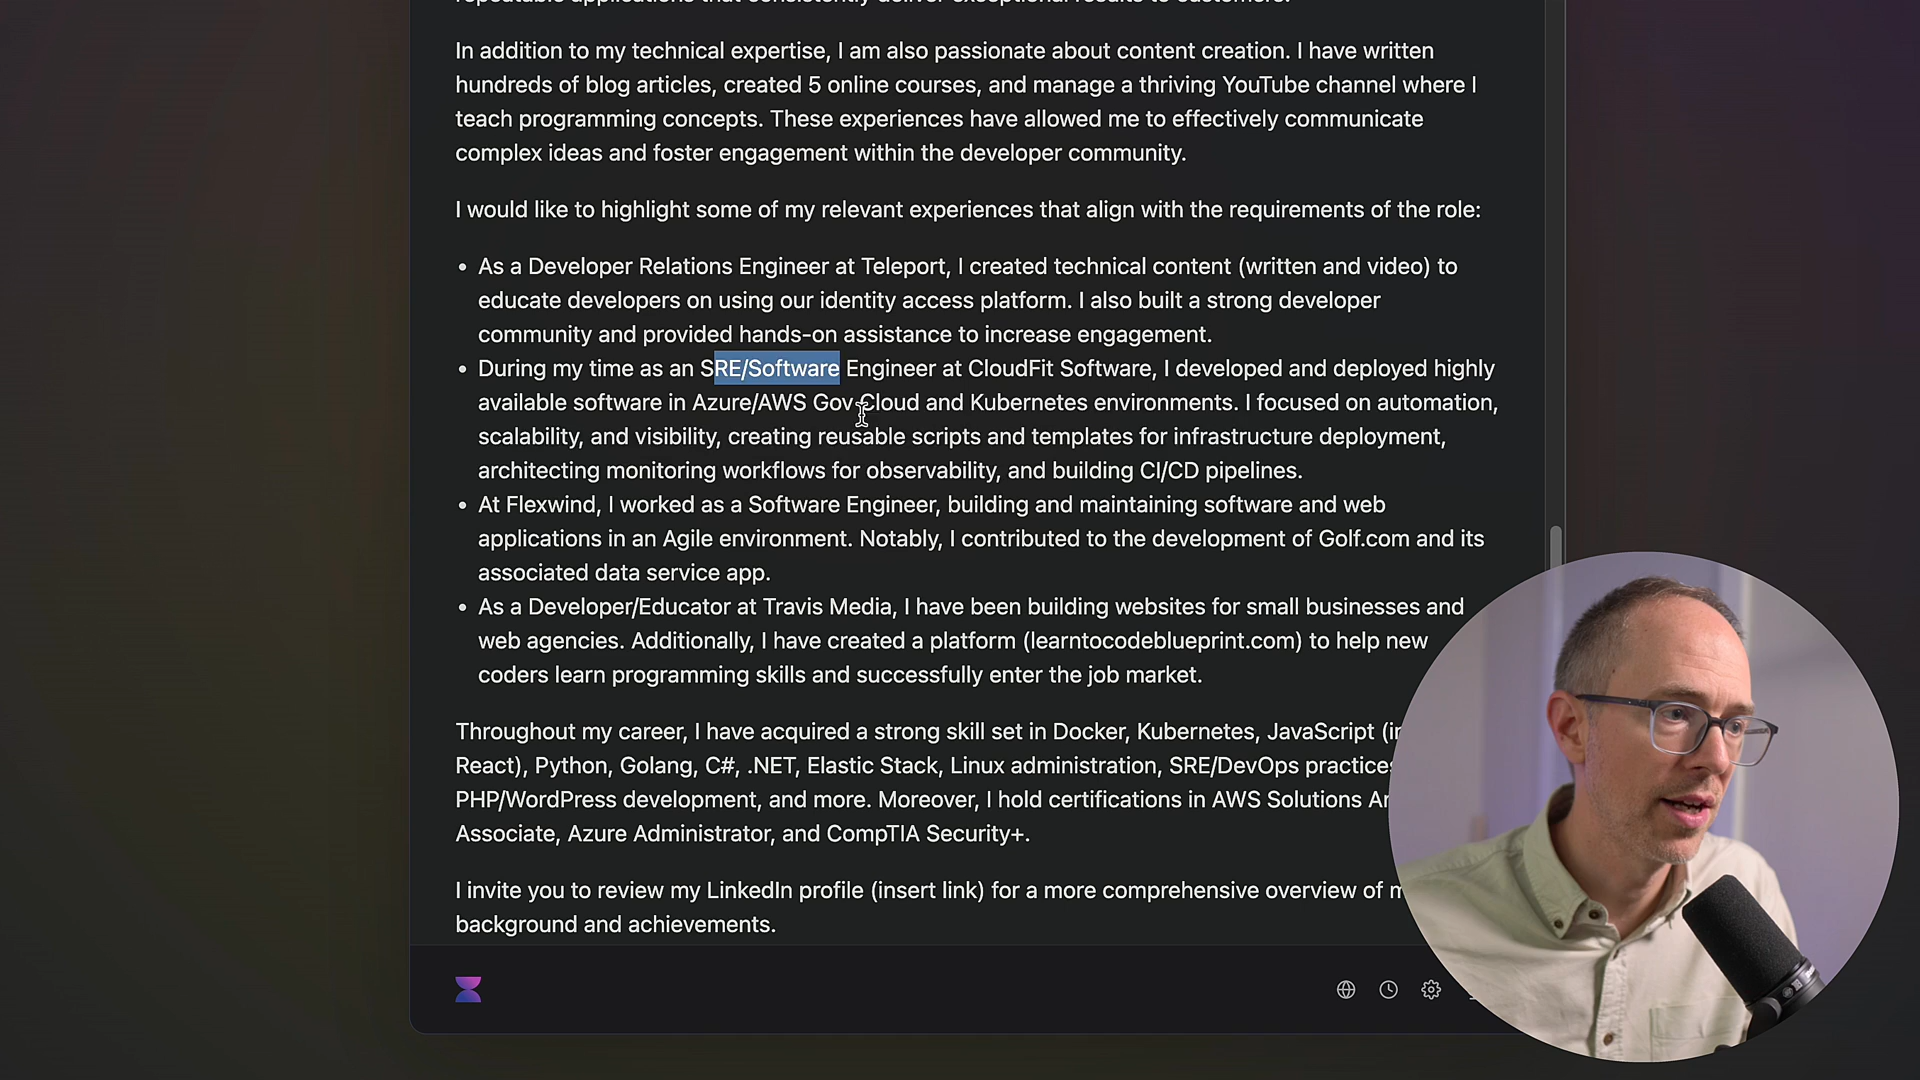 In addition to my technical expertise, I am also passionate about content creation. I have written
hundreds of blog articles, created 5 online courses, and manage a thriving YouTube channel where I
teach programming concepts. These experiences have allowed me to effectively communicate
complex ideas and foster engagement within the developer community.
I would like to highlight some of my relevant experiences that align with the requirements of the role:
• As a Developer Relations Engineer at Teleport, I created technical content (written and video) to
educate developers on using our identity access platform. I also built a strong developer
community and provided hands-on assistance to increase engagement.
• During my time as an SRE/Software Engineer at CloudFit Software, I developed and deployed highly
available software in Azure/AWS Gov Cloud and Kubernetes environments. I focused on automation,
scalability, and visibility, creating reusable scripts and templates for infrastructure deployment,
architecting monitoring workflows for observability, and building CI/CD pipelines.
• At Flexwind, I worked as a Software Engineer, building and maintaining software and web
applications in an Agile environment. Notably, I contributed to the development of Golf.com and its
associated data service app.
• As a Developer/Educator at Travis Media, I have been building websites for small businesses and
web agencies. Additionally, I have created a platform (learntocodeblueprint.com) to help new
coders learn programming skills and successfully enter the job market.
Throughout my career, I have acquired a strong skill set in Docker, Kubernetes, JavaScript
React), Python, Golang, C#, .NET, Elastic Stack, Linux administration, SRE/DevOps practices
PHP/WordPress development, and more. Moreover, I hold certifications in AWS Solutions
Associate, Azure Administrator, and CompTIA Security+.
I invite you to review my LinkedIn profile (insert link) for a more comprehensive overview of
background and achievements.